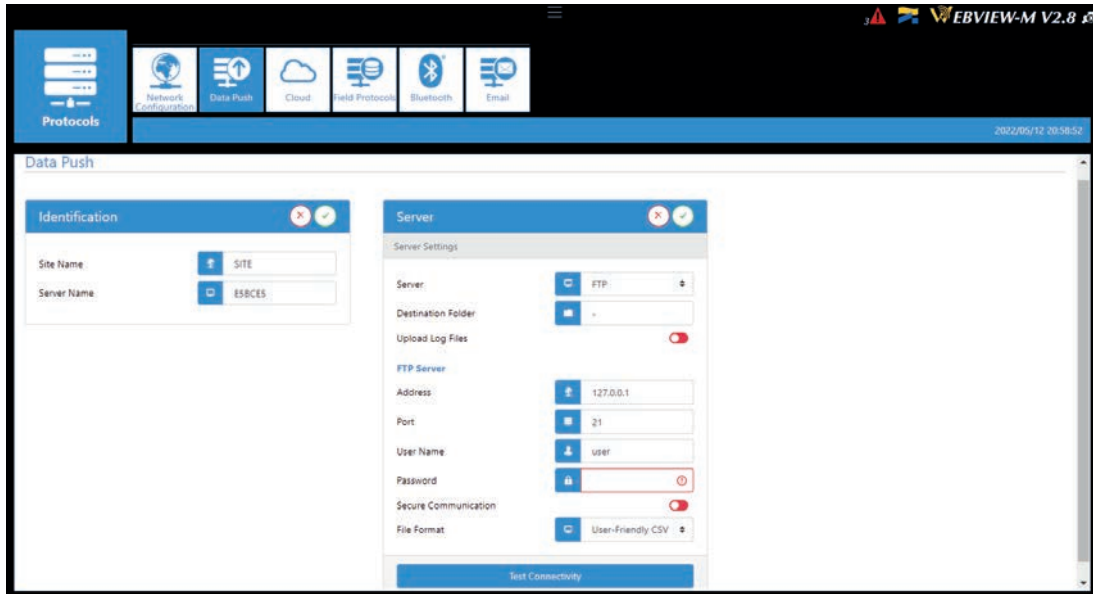 3 WEBVIEW-M V2.8
Protocols
Network Configuration
Data Push
Cloud
Field Protocols
Bluetooth
Email
2022/05/12 20:58:52
Data Push
Identification
Site Name SITE
Server Name E5BCE5
Server
Server Settings
Server FTP
Destination Folder -
Upload Log Files
FTP Server
Address 127.0.0.1
Port 21
User Name user
Password
Secure Communication
File Format User-Friendly CSV
Test Connectivity